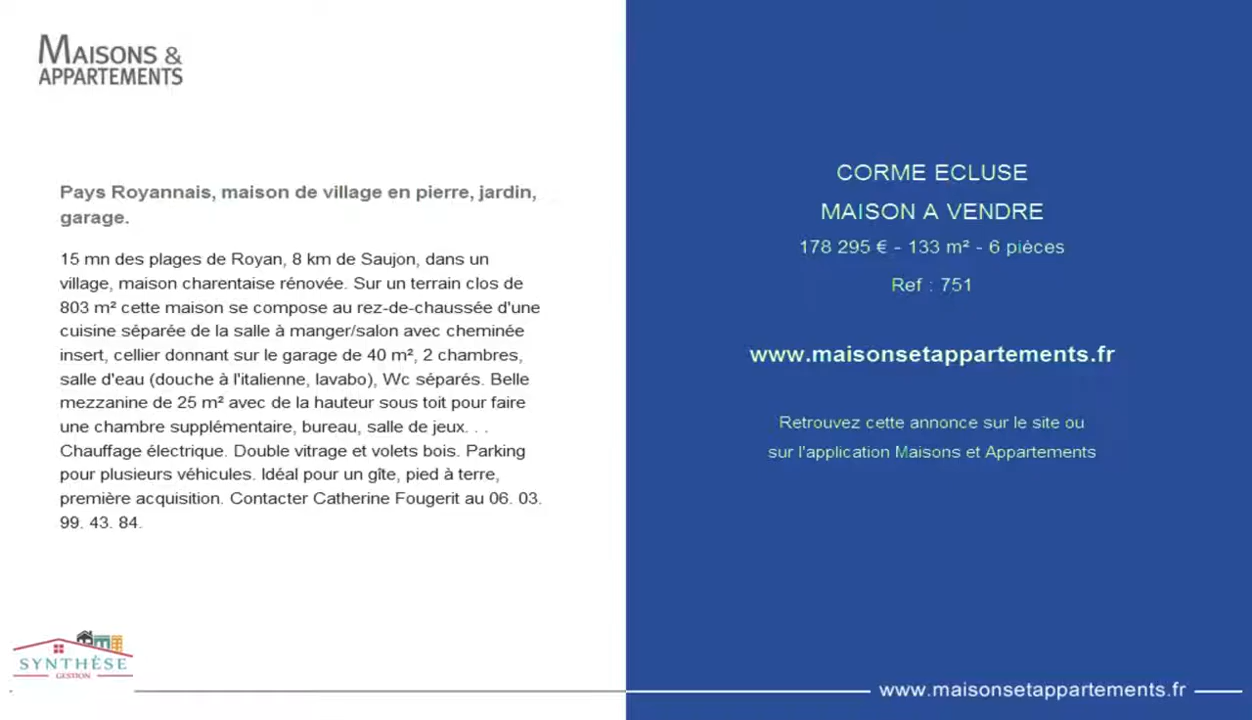 MAISONS &
APPARTEMENTS
Pays Royannais, maison de village en pierre, jardin,
garage.
15 mn des plages de Royan, 8 km de Saujon, dans un
village, maison charentaise rénovée. Sur un terrain clos de
803 m² cette maison se compose au rez-de-chaussée d'une
cuisine séparée de la salle à manger/salon avec cheminée
insert, cellier donnant sur le garage de 40 m², 2 chambres,
salle d'eau (douche à l'italienne, lavabo), Wc séparés. Belle
mezzanine de 25 m² avec de la hauteur sous toit pour faire
une chambre supplémentaire, bureau, salle de jeux. . .
Chauffage électrique. Double vitrage et volets bois. Parking
pour plusieurs véhicules. Idéal pour un gîte, pied à terre,
première acquisition. Contacter Catherine Fougerit au 06. 03.
99. 43. 84.
SYNTHÈSE
GESTION
CORME ECLUSE
MAISON A VENDRE
178 295 € - 133 m² - 6 pièces
Ref : 751
www.maisonsetappartements.fr
Retrouvez cette annonce sur le site ou
sur l'application Maisons et Appartements
www.maisonsetappartements.fr